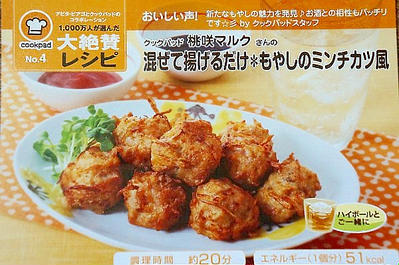 アピタ・ピアゴとクックパッドの
コラボレーション
1,000万人が選んだ
大絶賛
レシピ
cookpad
No.4
おいしい声!
新たなもやしの魅力を発見♪お酒との相性もバッチリ
です☆彡 by クックパッドスタッフ
クックパッド 桃咲マルク さんの
混ぜて揚げるだけ*もやしのミンチカツ風
ハイボールと
ご一緒に
調理時間 約20分
エネルギー(1個分) 51kcal